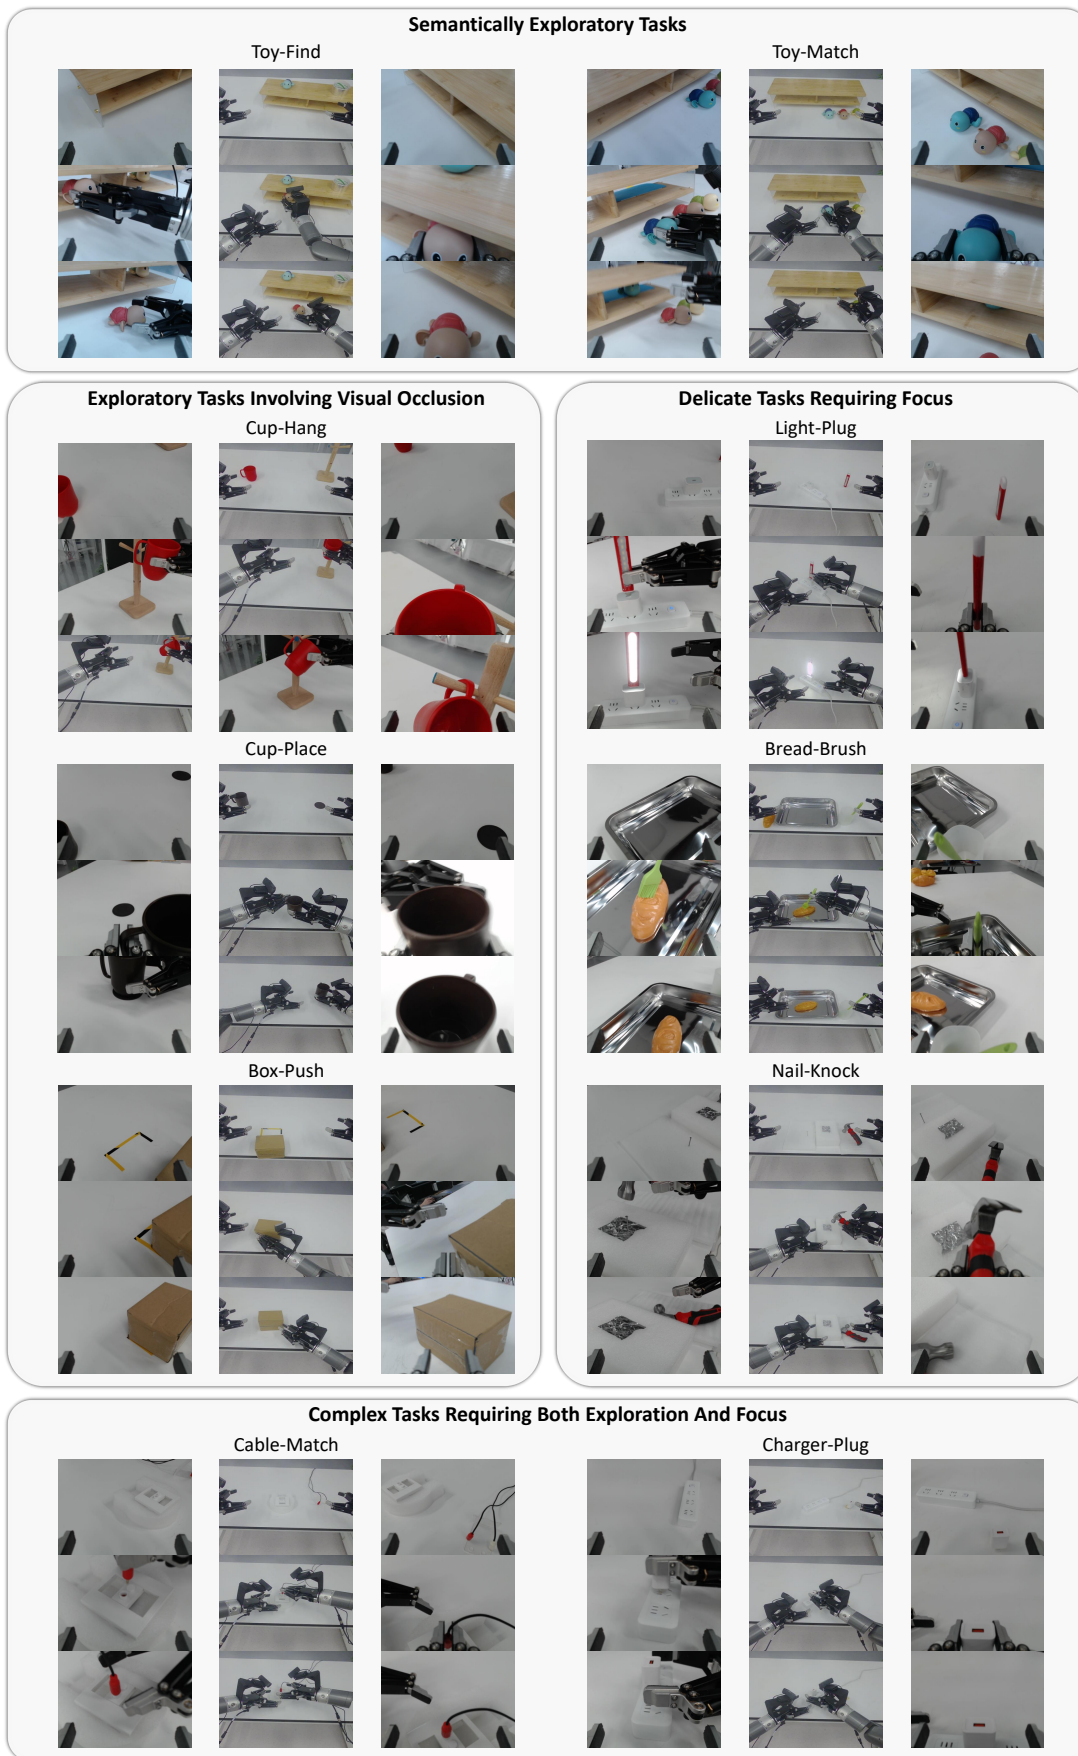 Semantically Exploratory Tasks
Toy-Find
Toy-Match
Exploratory Tasks Involving Visual Occlusion
Cup-Hang
Cup-Place
Box-Push
Delicate Tasks Requiring Focus
Light-Plug
Bread-Brush
Nail-Knock
Complex Tasks Requiring Both Exploration And Focus
Cable-Match
Charger-Plug